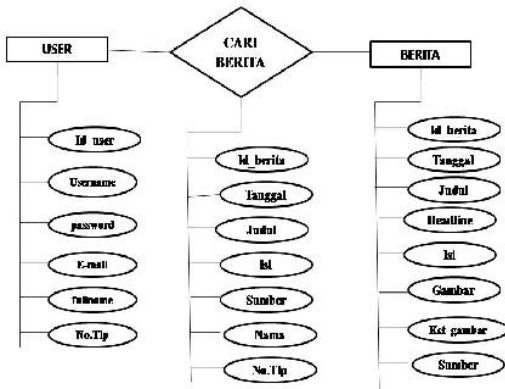 USER
CARI
BERITA
BERITA
Id_user
Username
password
E-mail
fullname
No.Tlp
Id_berita
Tanggal
Judul
Isi
Sumber
Nama
No.Tlp
Id_berita
Tanggal
Judul
Headline
Isi
Gambar
Ket_gambar
Sumber